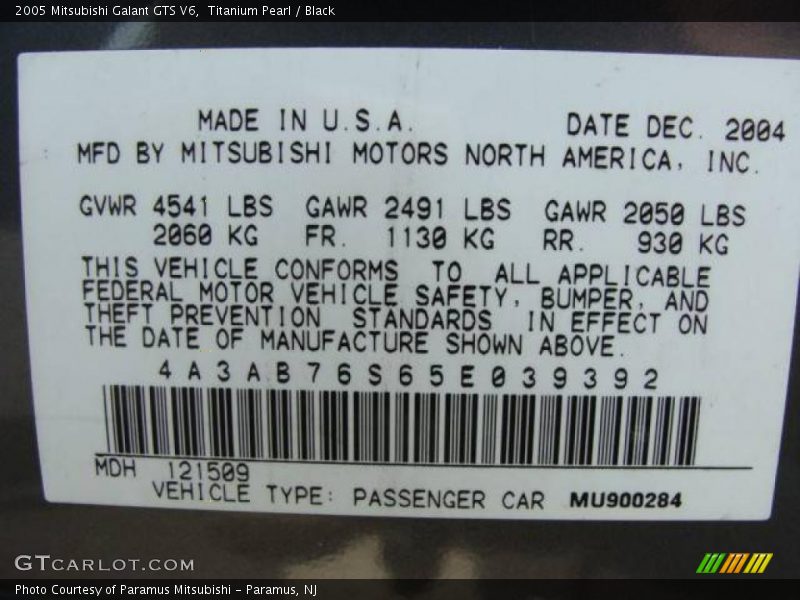 2005 Mitsubishi Galant GTS V6, Titanium Pearl / Black
MADE IN U.S.A. DATE DEC. 2004
MFD BY MITSUBISHI MOTORS NORTH AMERICA, INC.
GVWR 4541 LBS GAWR 2491 LBS GAWR 2050 LBS
2060 KG FR. 1130 KG RR. 930 KG
THIS VEHICLE CONFORMS TO ALL APPLICABLE
FEDERAL MOTOR VEHICLE SAFETY, BUMPER, AND
THEFT PREVENTION STANDARDS IN EFFECT ON
THE DATE OF MANUFACTURE SHOWN ABOVE.
4A3AB76S65E039392
MDH 121509
VEHICLE TYPE: PASSENGER CAR MU900284
GTCARLOT.COM
Photo Courtesy of Paramus Mitsubishi - Paramus, NJ